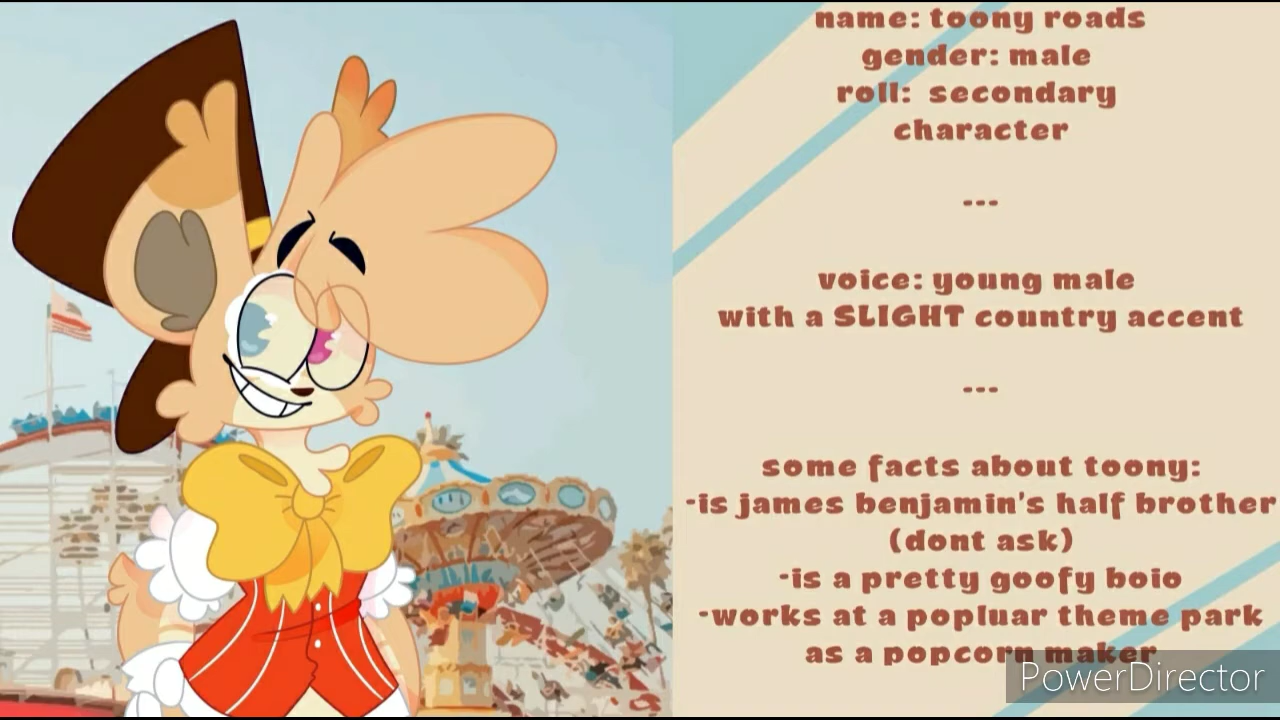 name: toony roads
gender: male
roll: secondary
character
---
voice: young male
with a SLIGHT country accent
---
some facts about toony:
-is james benjamin's half brother
(dont ask)
-is a pretty goofy boio
-works at a popluar theme park
as a popcorn maker
PowerDirector